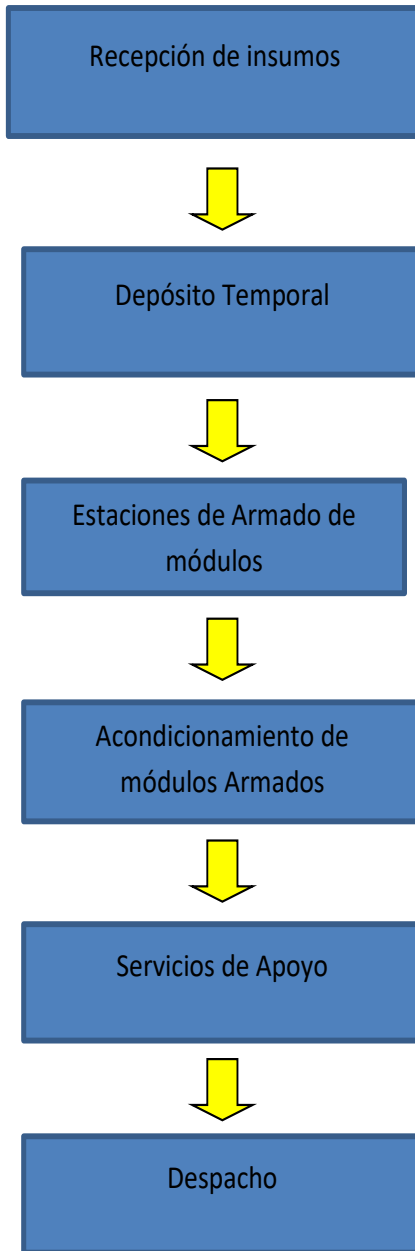 Recepción de insumos
Depósito Temporal
Estaciones de Armado de
módulos
Acondicionamiento de
módulos Armados
Servicios de Apoyo
Despacho